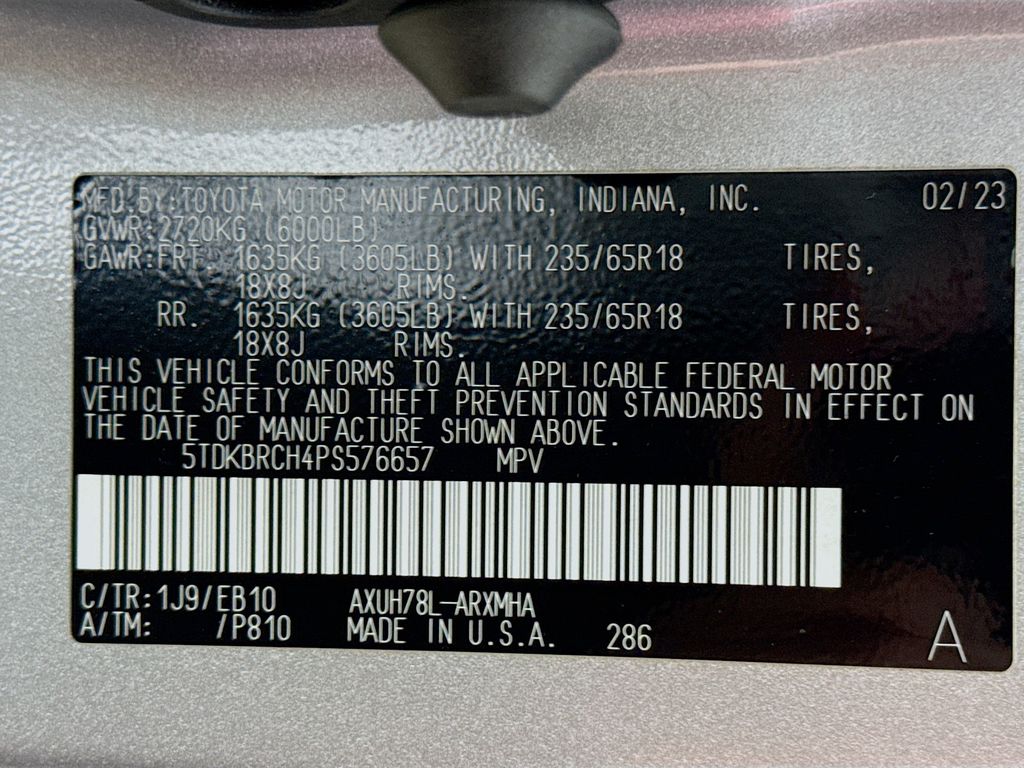 MFD.BY:TOYOTA MOTOR MANUFACTURING, INDIANA, INC. 02/23
GVWR:2720KG (6000LB)
GAWR:FRT. 1635KG (3605LB) WITH 235/65R18 TIRES,
18X8J RIMS.
RR. 1635KG (3605LB) WITH 235/65R18 TIRES,
18X8J RIMS.
THIS VEHICLE CONFORMS TO ALL APPLICABLE FEDERAL MOTOR
VEHICLE SAFETY AND THEFT PREVENTION STANDARDS IN EFFECT ON
THE DATE OF MANUFACTURE SHOWN ABOVE.
5TDKBRCH4PS576657 MPV
C/TR:1J9/EB10 AXUH78L-ARXMHA
A/TM: /P810 MADE IN U.S.A. 286 A